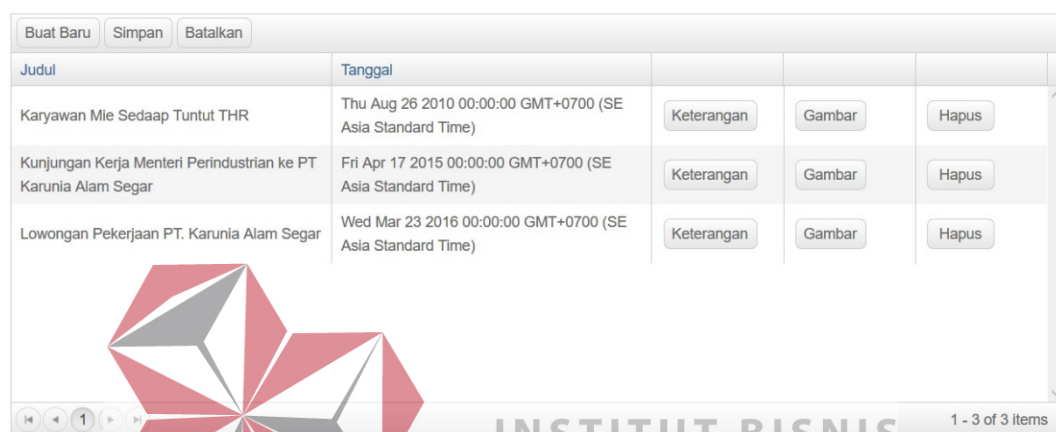 Buat Baru Simpan Batalkan
Judul Tanggal
Karyawan Mie Sedaap Tuntut THR Thu Aug 26 2010 00:00:00 GMT+0700 (SE Asia Standard Time) Keterangan Gambar Hapus
Kunjungan Kerja Menteri Perindustrian ke PT Karunia Alam Segar Fri Apr 17 2015 00:00:00 GMT+0700 (SE Asia Standard Time) Keterangan Gambar Hapus
Lowongan Pekerjaan PT. Karunia Alam Segar Wed Mar 23 2016 00:00:00 GMT+0700 (SE Asia Standard Time) Keterangan Gambar Hapus
1 1 - 3 of 3 items
INSTITUT BISNIS